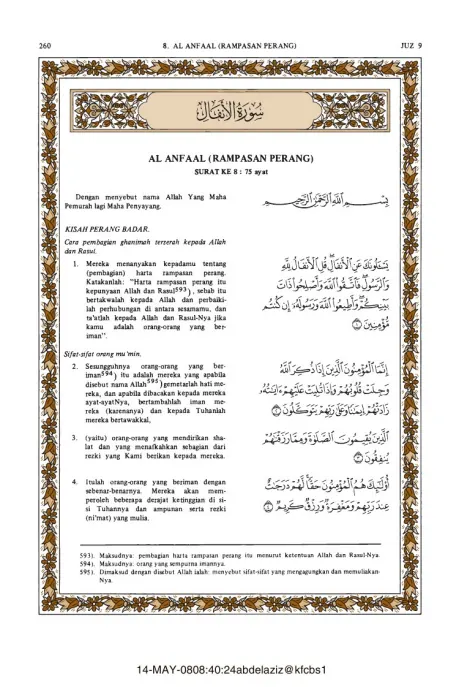 260 8. AL ANFAAL (RAMPASAN PERANG) JUZ 9
سُورَةُ الْأَنْفَالِ
AL ANFAAL (RAMPASAN PERANG)
SURAT KE 8 : 75 ayat
Dengan menyebut nama Allah Yang Maha
Pemurah lagi Maha Penyayang.
بِسْمِ اللَّهِ الرَّحْمَٰنِ الرَّحِيمِ
KISAH PERANG BADAR.
Cara pembagian ghanimah terserah kepada Allah
dan Rasul.
1. Mereka menanyakan kepadamu tentang
(pembagian) harta rampasan perang.
Katakanlah: "Harta rampasan perang itu
kepunyaan Allah dan Rasul593), sebab itu
bertakwalah kepada Allah dan perbaiki-
lah perhubungan di antara sesamamu, dan
ta'atlah kepada Allah dan Rasul-Nya jika
kamu adalah orang-orang yang ber-
iman".
يَسْأَلُونَكَ عَنِ الْأَنْفَالِ قُلِ الْأَنْفَالُ لِلَّهِ
وَالرَّسُولِ فَاتَّقُوا اللَّهَ وَأَصْلِحُوا ذَاتَ
بَيْنِكُمْ وَأَطِيعُوا اللَّهَ وَرَسُولَهُ إِنْ كُنْتُمْ
مُؤْمِنِينَ ١
Sifat-sifat orang mu'min.
2. Sesungguhnya orang-orang yang ber-
iman594) itu adalah mereka yang apabila
disebut nama Allah595) gemetarlah hati me-
reka, dan apabila dibacakan kepada mereka
ayat-ayatNya, bertambahlah iman me-
reka (karenanya) dan kepada Tuhanlah
mereka bertawakkal,
إِنَّمَا الْمُؤْمِنُونَ الَّذِينَ إِذَا ذُكِرَ اللَّهُ
وَجِلَتْ قُلُوبُهُمْ وَإِذَا تُلِيَتْ عَلَيْهِمْ آيَاتُهُ
زَادَتْهُمْ إِيمَانًا وَعَلَىٰ رَبِّهِمْ يَتَوَكَّلُونَ ٢
3. (yaitu) orang-orang yang mendirikan sha-
lat dan yang menafkahkan sebagian dari
rezki yang Kami berikan kepada mereka.
الَّذِينَ يُقِيمُونَ الصَّلَاةَ وَمِمَّا رَزَقْنَاهُمْ
يُنْفِقُونَ ٣
4. Itulah orang-orang yang beriman dengan
sebenar-benarnya. Mereka akan mem-
peroleh beberapa derajat ketinggian di si-
si Tuhannya dan ampunan serta rezki
(ni'mat) yang mulia.
أُولَٰئِكَ هُمُ الْمُؤْمِنُونَ حَقًّا لَهُمْ دَرَجَاتٌ
عِنْدَ رَبِّهِمْ وَمَغْفِرَةٌ وَرِزْقٌ كَرِيمٌ ٤
593). Maksudnya: pembagian harta rampasan perang itu menurut ketentuan Allah dan Rasul-Nya.
594). Maksudnya: orang yang sempurna imannya.
595). Dimaksud dengan disebut Allah ialah: menyebut sifat-sifat yang mengagungkan dan memuliakan-
Nya.
14-MAY-0808:40:24abdelaziz@kfcbs1